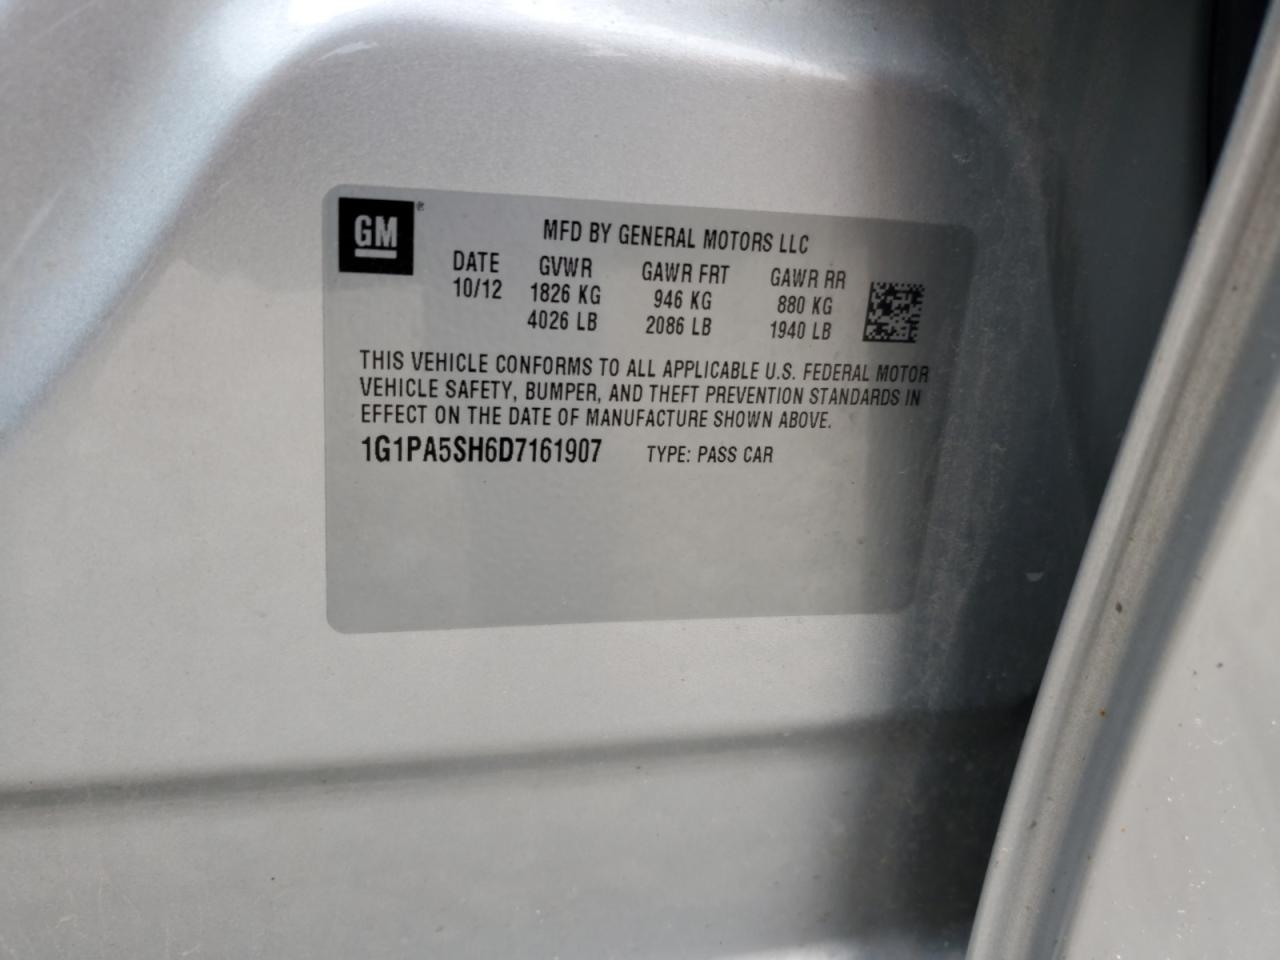 GM®
MFD BY GENERAL MOTORS LLC
DATE GVWR GAWR FRT GAWR RR
10/12 1826 KG 946 KG 880 KG
4026 LB 2086 LB 1940 LB
THIS VEHICLE CONFORMS TO ALL APPLICABLE U.S. FEDERAL MOTOR
VEHICLE SAFETY, BUMPER, AND THEFT PREVENTION STANDARDS IN
EFFECT ON THE DATE OF MANUFACTURE SHOWN ABOVE.
1G1PA5SH6D7161907 TYPE: PASS CAR